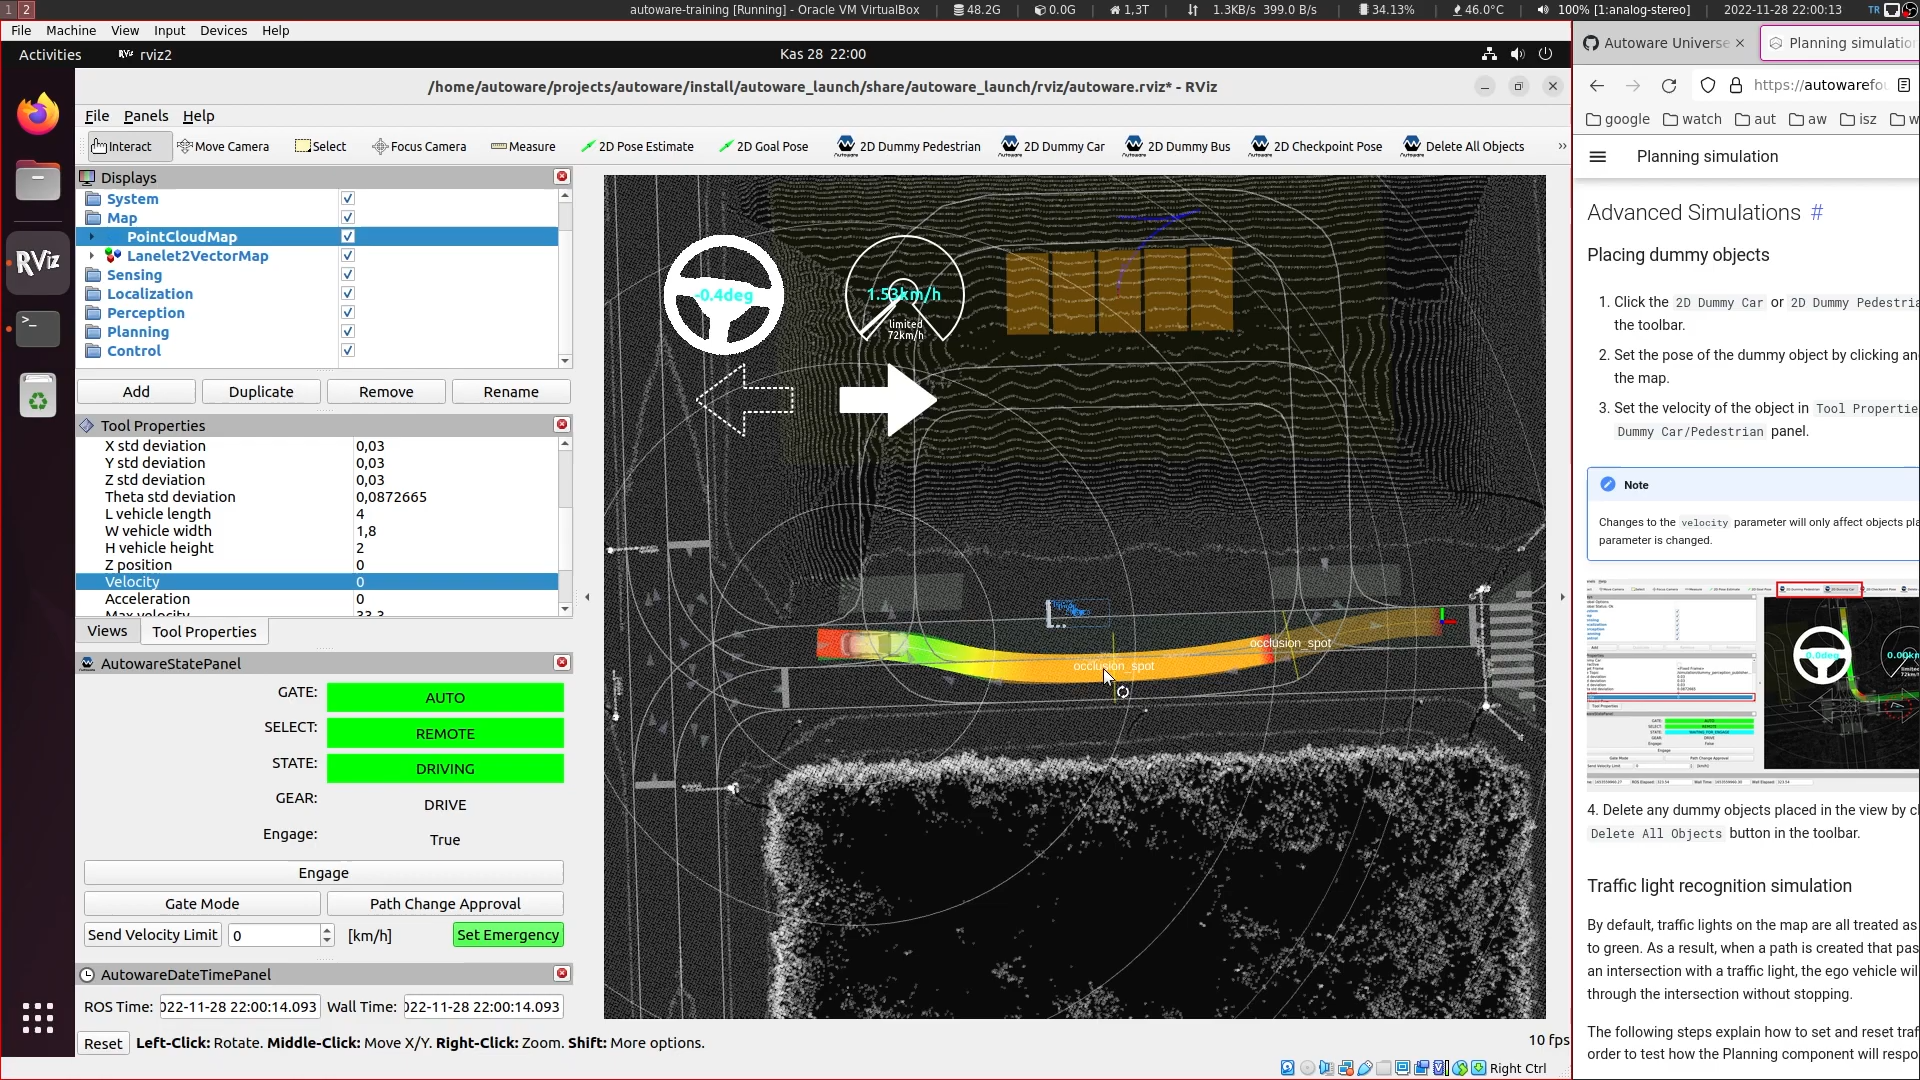 1 2
autoware-training [Running] - Oracle VM VirtualBox
48.2G
0.0G
1,3T
1.3KB/s 399.0 B/s
34.13%
46.0°C
100% [1:analog-stereo]
2022-11-28 22:00:13
TR
File Machine View Input Devices Help
Activities
RViz rviz2
Kas 28 22:00
/home/autoware/projects/autoware/install/autoware_launch/share/autoware_launch/rviz/autoware.rviz* - RViz
File Panels Help
Interact
Move Camera
Select
Focus Camera
Measure
2D Pose Estimate
2D Goal Pose
2D Dummy Pedestrian
2D Dummy Car
2D Dummy Bus
2D Checkpoint Pose
Delete All Objects
Displays
System
Map
PointCloudMap
Lanelet2VectorMap
Sensing
Localization
Perception
Planning
Control
Add
Duplicate
Remove
Rename
Tool Properties
X std deviation 0,03
Y std deviation 0,03
Z std deviation 0,03
Theta std deviation 0,0872665
L vehicle length 4
W vehicle width 1,8
H vehicle height 2
Z position 0
Velocity 0
Acceleration 0
Max velocity 33,3
Views
Tool Properties
AutowareStatePanel
GATE: AUTO
SELECT: REMOTE
STATE: DRIVING
GEAR: DRIVE
Engage: True
Engage
Gate Mode
Path Change Approval
Send Velocity Limit 0 [km/h]
Set Emergency
AutowareDateTimePanel
ROS Time: 022-11-28 22:00:14.093
Wall Time: 022-11-28 22:00:14.093
Reset
Left-Click: Rotate. Middle-Click: Move X/Y. Right-Click: Zoom. Shift: More options.
10 fps
Right Ctrl
RViz
-0.4deg
1.53km/h
limited
72km/h
occlusion_spot
occlusion_spot
Autoware Universe
Planning simulation
https://autowarefou
google
watch
aut
aw
isz
w
Planning simulation
Advanced Simulations #
Placing dummy objects
1. Click the 2D Dummy Car or 2D Dummy Pedestria
the toolbar.
2. Set the pose of the dummy object by clicking an
the map.
3. Set the velocity of the object in Tool Propertie
Dummy Car/Pedestrian panel.
Note
Changes to the velocity parameter will only affect objects pla
parameter is changed.
0.0deg
0.00km
4. Delete any dummy objects placed in the view by cl
Delete All Objects button in the toolbar.
Traffic light recognition simulation
By default, traffic lights on the map are all treated as
to green. As a result, when a path is created that pas
an intersection with a traffic light, the ego vehicle wil
through the intersection without stopping.
The following steps explain how to set and reset traf
order to test how the Planning component will respo